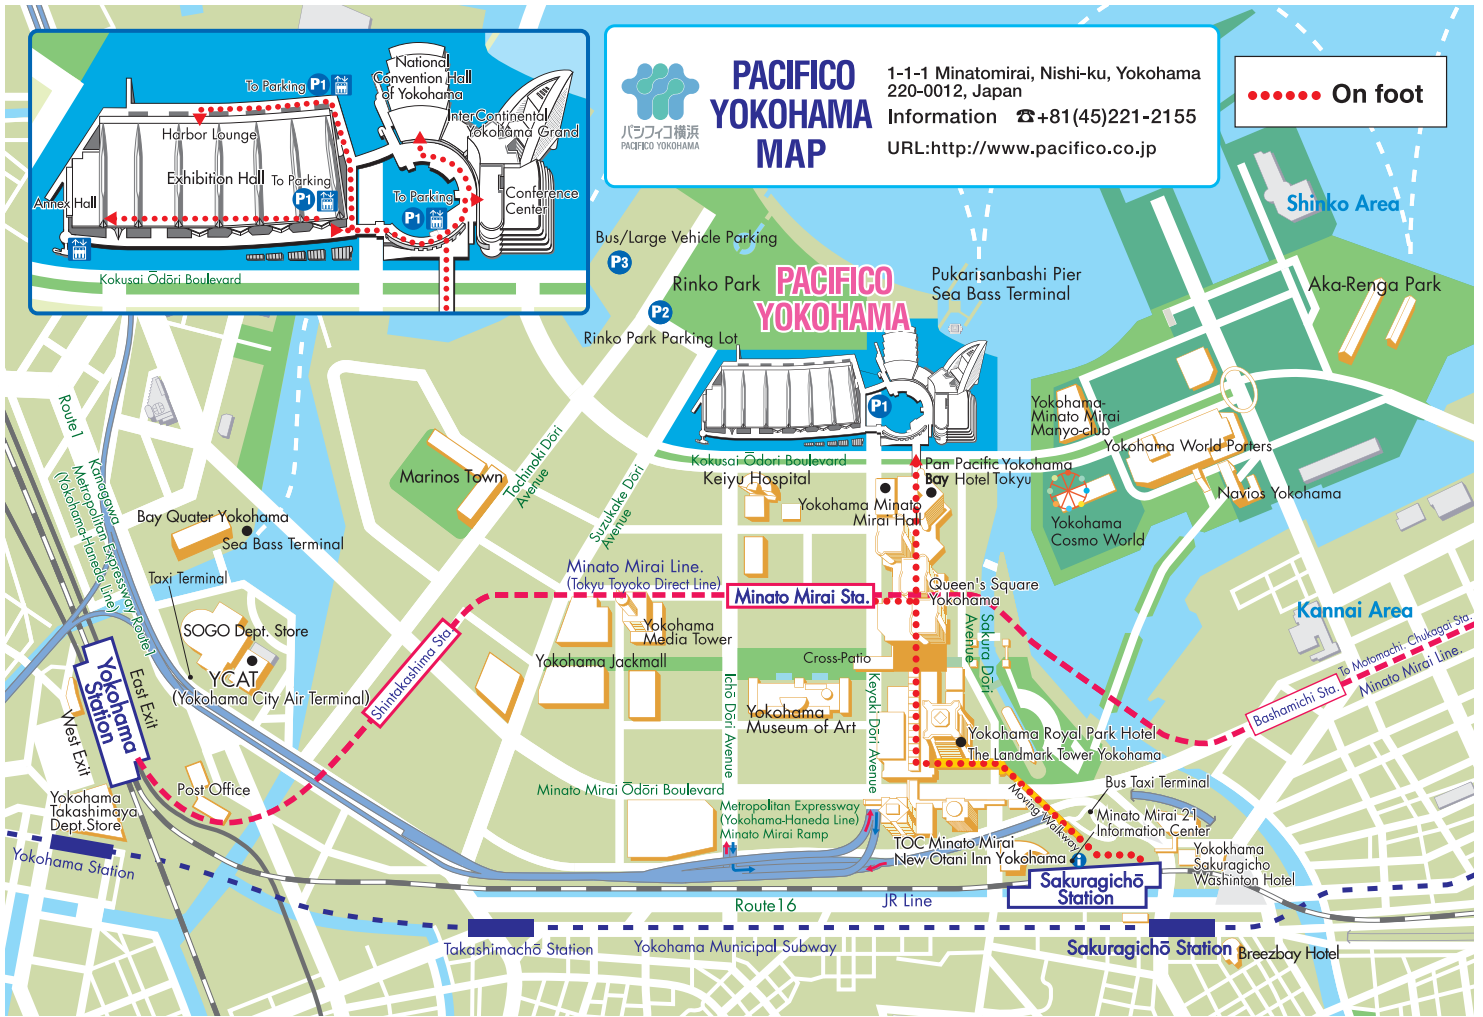 PACIFICO
YOKOHAMA
MAP
パシフィコ横浜
PACIFICO YOKOHAMA
1-1-1 Minatomirai, Nishi-ku, Yokohama
220-0012, Japan
Information ☎+81(45)221-2155
URL:http://www.pacifico.co.jp
On foot
National
Convention Hall
of Yokohama
To Parking P1
InterContinental
Yokohama Grand
Harbor Lounge
Exhibition Hall
To Parking
P1
To Parking
P1
Conference
Center
Annex Hall
Kokusai Ōdōri Boulevard
Shinko Area
Bus/Large Vehicle Parking
P3
Rinko Park
PACIFICO
YOKOHAMA
Pukarisanbashi Pier
Sea Bass Terminal
Aka-Renga Park
P2
Rinko Park Parking Lot
P1
Route1
Kanagawa
Metropolitan Expressway Route1
(Yokohama-Haneda Line)
Yokohama-
Minato Mirai
Manyo-club
Yokohama World Porters
Navios Yokohama
Yokohama
Cosmo World
Tochinoki Dōri
Avenue
Suzukake Dōri
Avenue
Kokusai Ōdori Boulevard
Keiyu Hospital
Pan Pacific Yokohama
Bay Hotel Tokyu
Yokohama Minato
Mirai Hall
Marinos Town
Bay Quater Yokohama
Sea Bass Terminal
Taxi Terminal
Minato Mirai Line.
(Tokyu Toyoko Direct Line)
Minato Mirai Sta.
Queen's Square
Yokohama
Kannai Area
SOGO Dept. Store
YCAT
(Yokohama City Air Terminal)
Shintakashima Sta.
Yokohama
Media Tower
Yokohama Jackmall
Cross-Patio
Sakura Dōri
Avenue
Ichō Dōri Avenue
Keyaki Dōri Avenue
Yokohama
Museum of Art
To Motomachi. Chukagai Sta.
Minato Mirai Line.
Bashamichi Sta.
East Exit
Yokohama
Station
West Exit
Yokohama Royal Park Hotel
The Landmark Tower Yokohama
Post Office
Minato Mirai Ōdōri Boulevard
Bus Taxi Terminal
Moving Walkway
Yokohama
Takashimaya
Dept.Store
Metropolitan Expressway
(Yokohama-Haneda Line)
Minato Mirai Ramp
Minato Mirai 21
Information Center
TOC Minato Mirai
New Otani Inn Yokohama
i
Yokokhama
Sakuragicho
Washinton Hotel
Yokohama Station
Sakuragichō
Station
Route16
JR Line
Takashimachō Station
Yokohama Municipal Subway
Sakuragichō Station
Breezbay Hotel